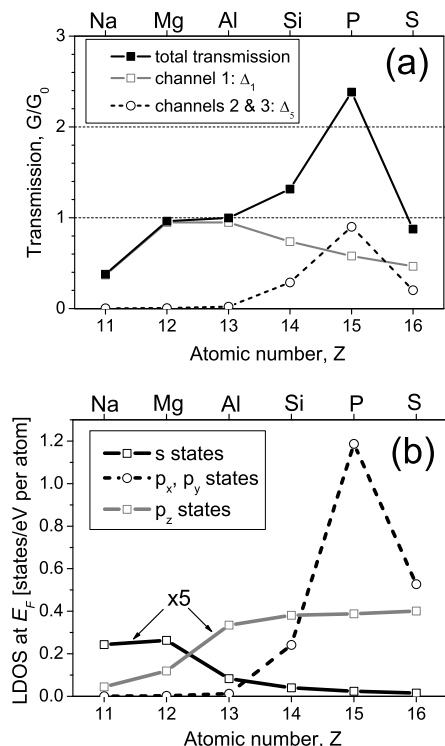 Na Mg Al Si P S
3
2
1
0
Transmission, G/G₀
total transmission
channel 1: Δ₁
channels 2 & 3: Δ₅
(a)
11 12 13 14 15 16
Atomic number, Z
Na Mg Al Si P S
1.2
1.0
0.8
0.6
0.4
0.2
0.0
LDOS at E_F [states/eV per atom]
s states
pₓ, p_y states
p_z states
(b)
x5
11 12 13 14 15 16
Atomic number, Z